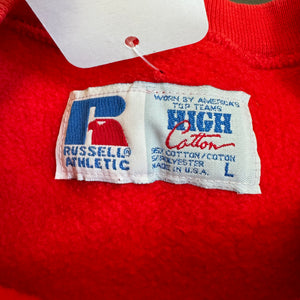 RUSSELL®
ATHLETIC
WORN BY AMERICA'S
TOP TEAMS
HIGH
Cotton
95% COTTON/COTON
5/POLYESTER
MADE IN U.S.A.
L